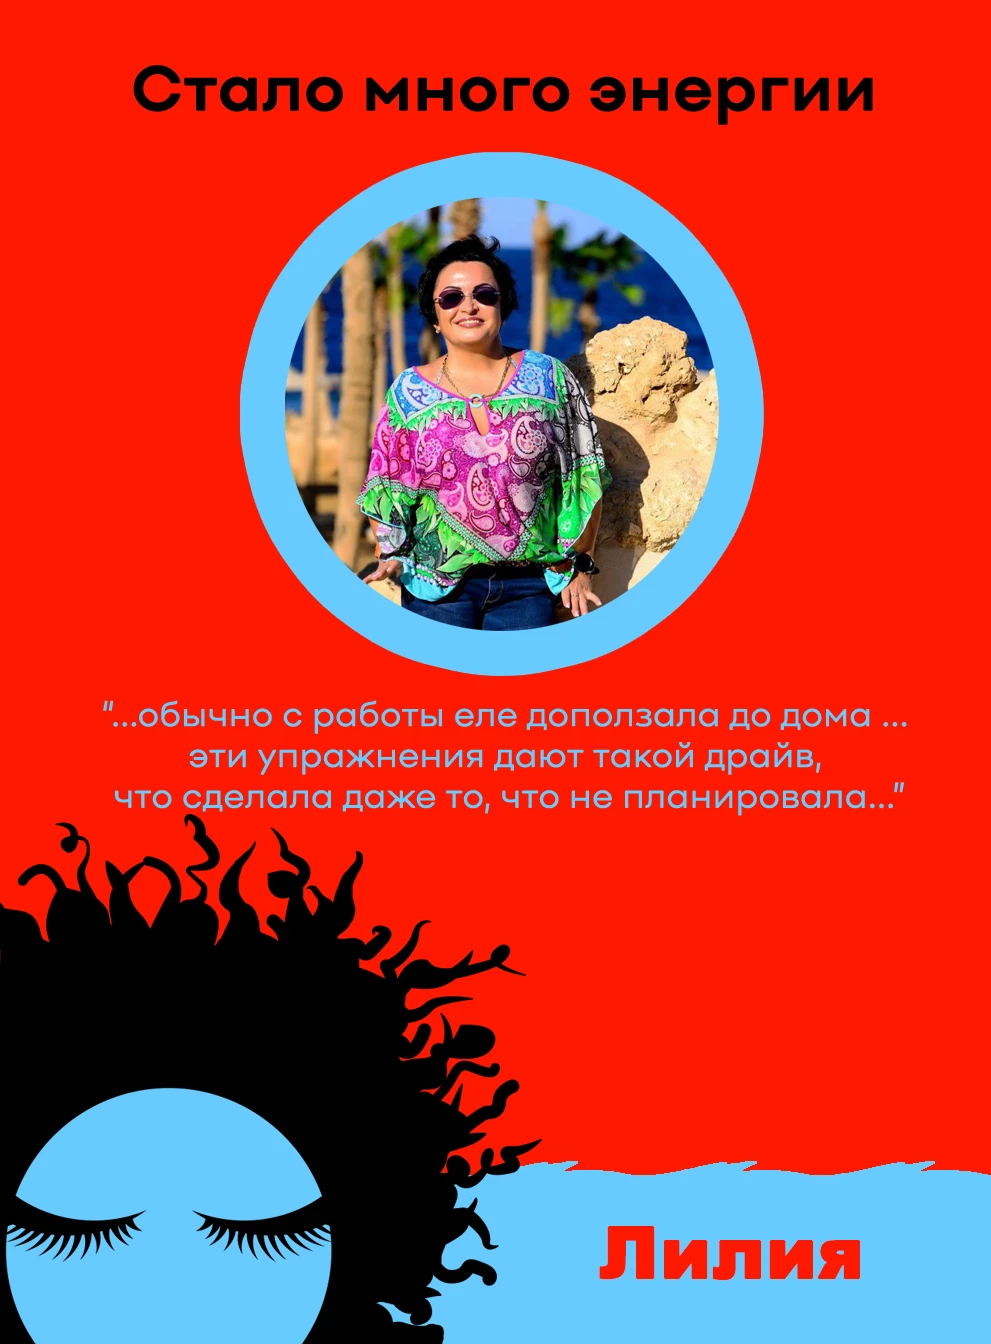 Стало много энергии
"...обычно с работы еле доползала до дома ...
эти упражнения дают такой драйв,
что сделала даже то, что не планировала..."
Лилия